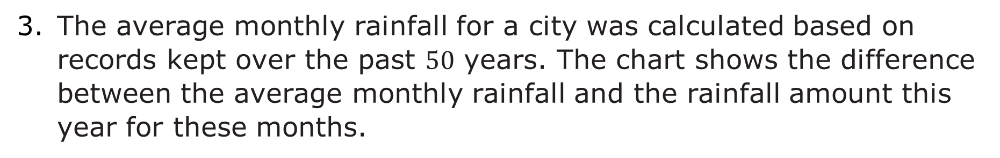 3. The average monthly rainfall for a city was calculated based on
records kept over the past 50 years. The chart shows the difference
between the average monthly rainfall and the rainfall amount this
year for these months.